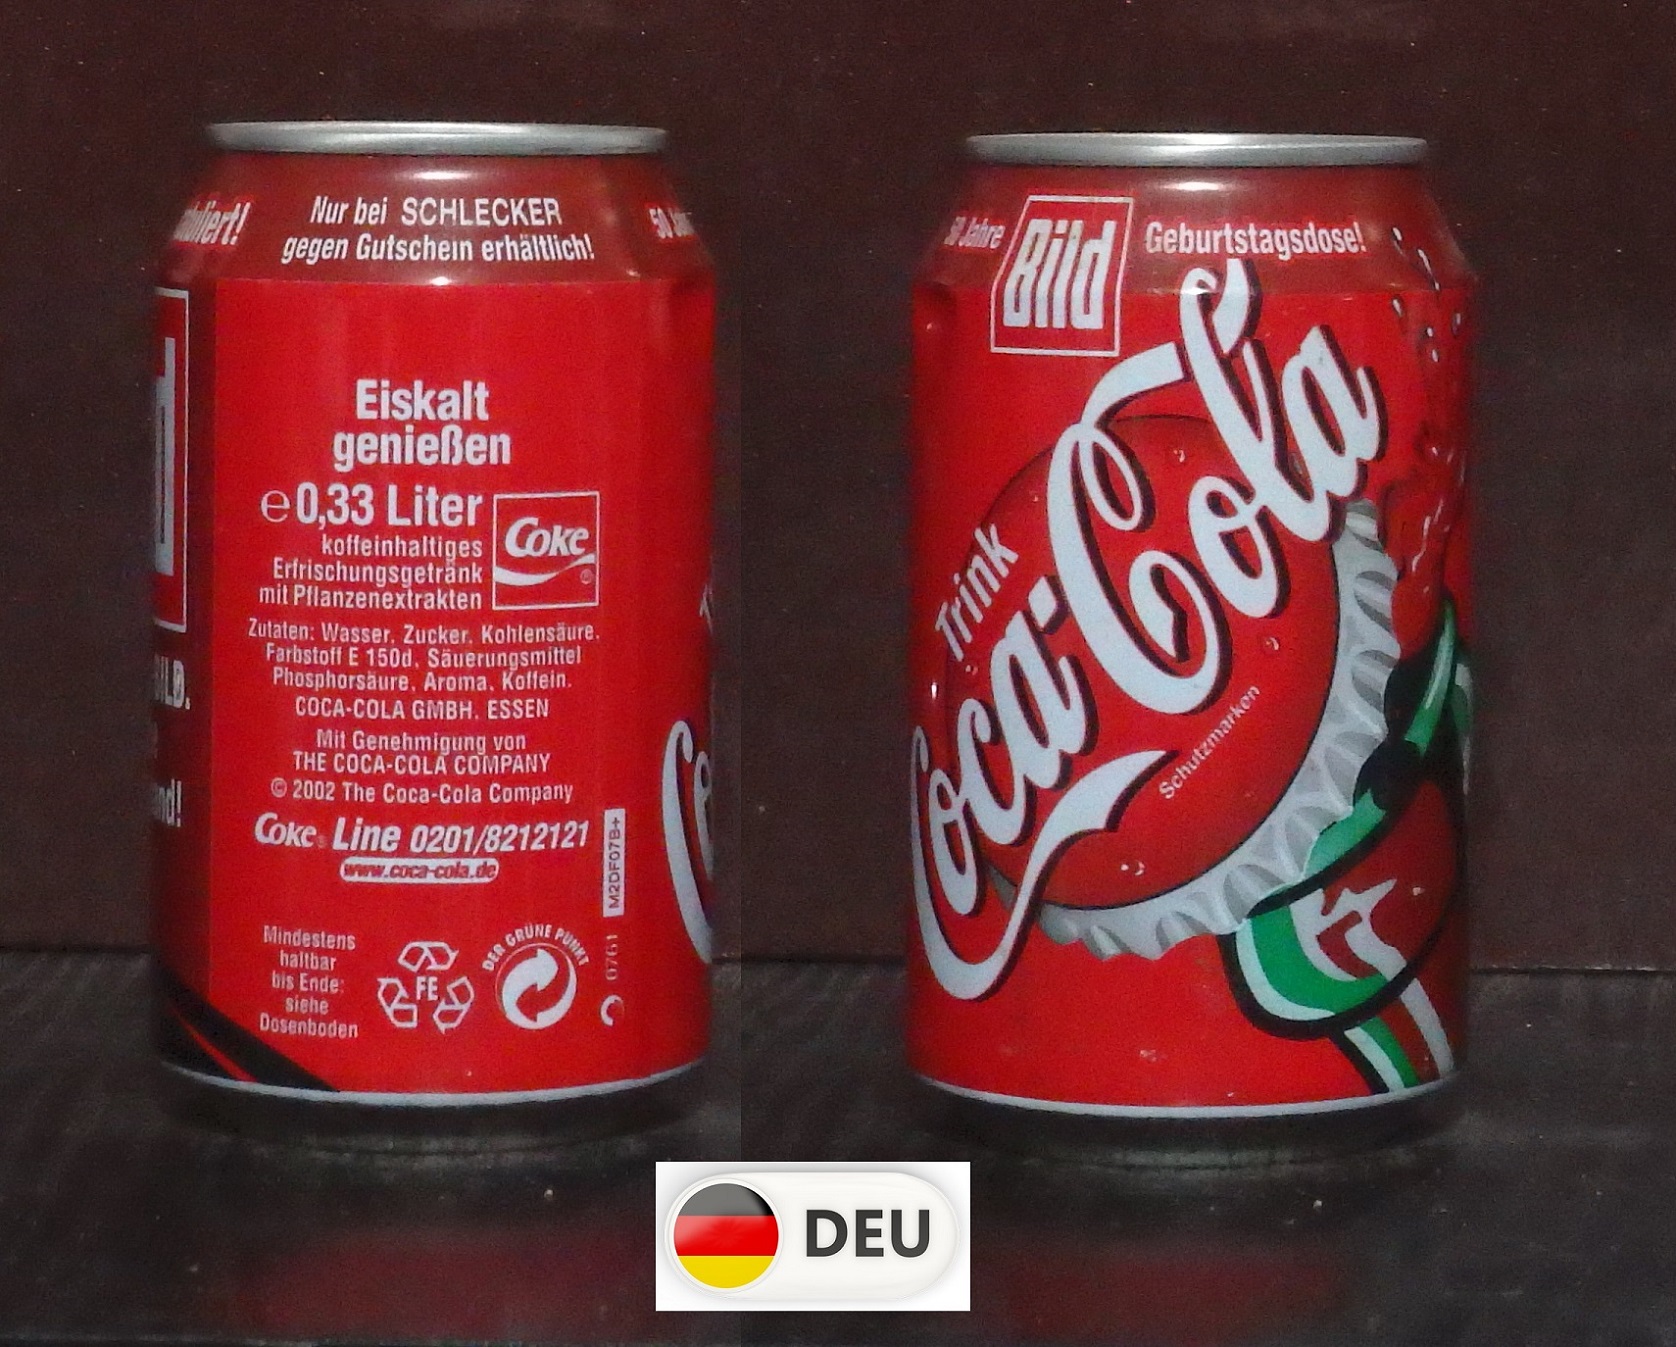 Nur bei SCHLECKER
gegen Gutschein erhältlich!
Eiskalt
genießen
℮ 0,33 Liter
koffeinhaltiges
Erfrischungsgetränk
mit Pflanzenextrakten
Coke
®
Zutaten: Wasser, Zucker, Kohlensäure,
Farbstoff E 150d, Säuerungsmittel
Phosphorsäure, Aroma, Koffein.
COCA-COLA GMBH, ESSEN
Mit Genehmigung von
THE COCA-COLA COMPANY
© 2002 The Coca-Cola Company
Coke® Line 0201/8212121
www.coca-cola.de
M2DF07B+
0761
Mindestens
haltbar
bis Ende:
siehe
Dosenboden
FE
DER GRÜNE PUNKT
50 Jahre
Bild
Geburtstagsdose!
Trink
Coca-Cola
Schutzmarken
DEU